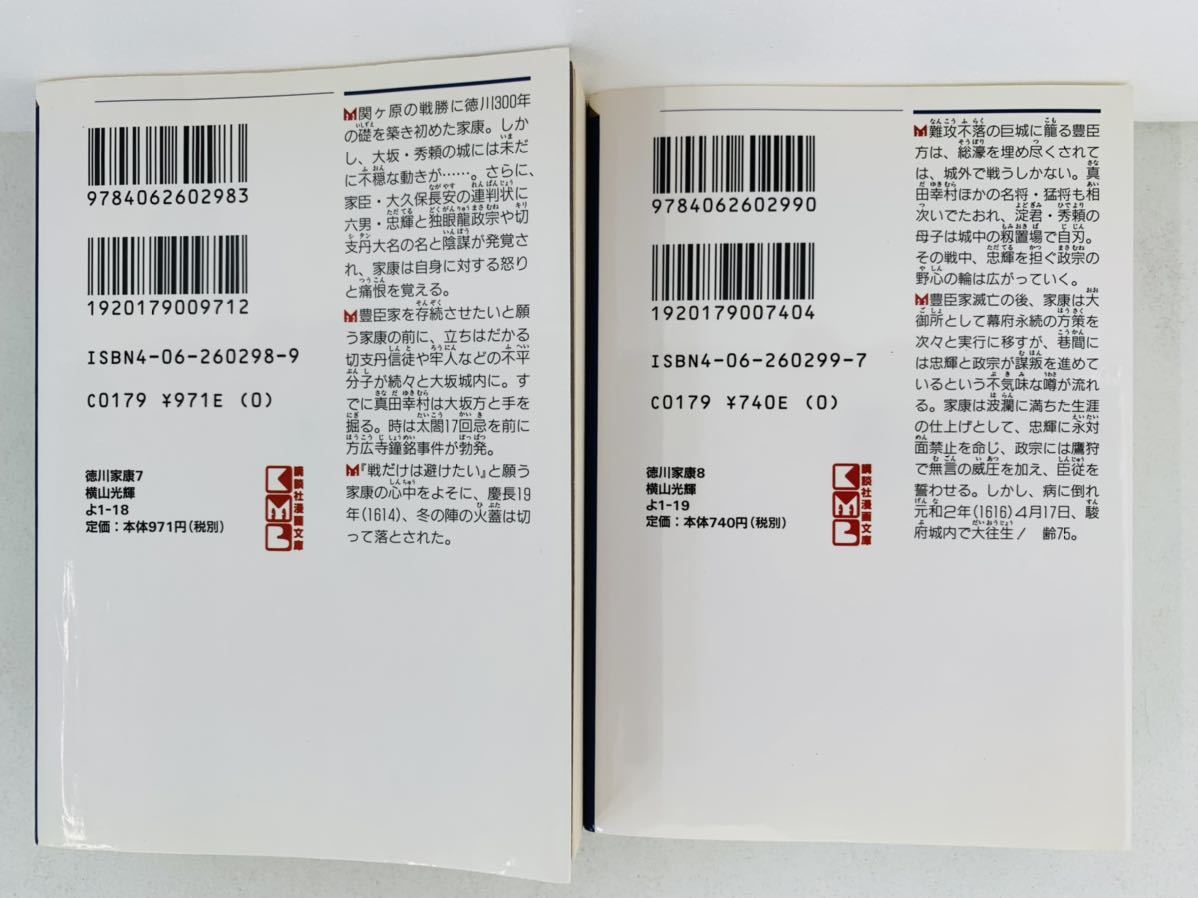 9784062602983
1920179009712
ISBN4-06-260298-9
C0179 ¥971E (0)
徳川家康7
横山光輝
よ1-18
定価：本体971円(税別)
KMB
講談社漫画文庫
関ヶ原の戦勝に徳川300年
の礎を築き初めた家康。しか
し、大坂・秀頼の城には未だ
に不穏な動きが……。さらに、
家臣・大久保長安の連判状に
六男・忠輝と独眼龍政宗や切
支丹大名の名と陰謀が発覚さ
れ、家康は自身に対する怒り
と痛恨を覚える。
豊臣家を存続させたいと願
う家康の前に、立ちはだかる
切支丹信徒や牢人などの不平
分子が続々と大坂城内に。す
でに真田幸村は大坂方と手を
掘る。時は太閤17回忌を前に
方広寺鐘銘事件が勃発。
『戦だけは避けたい』と願う
家康の心中をよそに、慶長19
年(1614)、冬の陣の火蓋は切
って落とされた。
9784062602990
1920179007404
ISBN4-06-260299-7
C0179 ¥740E (0)
徳川家康8
横山光輝
よ1-19
定価：本体740円(税別)
KMB
講談社漫画文庫
難攻不落の巨城に籠る豊臣
方は、総濠を埋め尽くされて
は、城外で戦うしかない。真
田幸村ほかの名将・猛将も相
次いでたおれ、淀君・秀頼の
母子は城中の籾置場で自刃。
その戦中、忠輝を担ぐ政宗の
野心の輪は広がっていく。
豊臣家滅亡の後、家康は大
御所として幕府永続の方策を
次々と実行に移すが、巷間に
は忠輝と政宗が謀叛を進めて
いるという不気味な噂が流れ
る。家康は波瀾に満ちた生涯
の仕上げとして、忠輝に永対
面禁止を命じ、政宗には鷹狩
で無言の威圧を加え、臣従を
誓わせる。しかし、病に倒れ
元和2年(1616)4月17日、駿
府城内で大往生！　齢75。